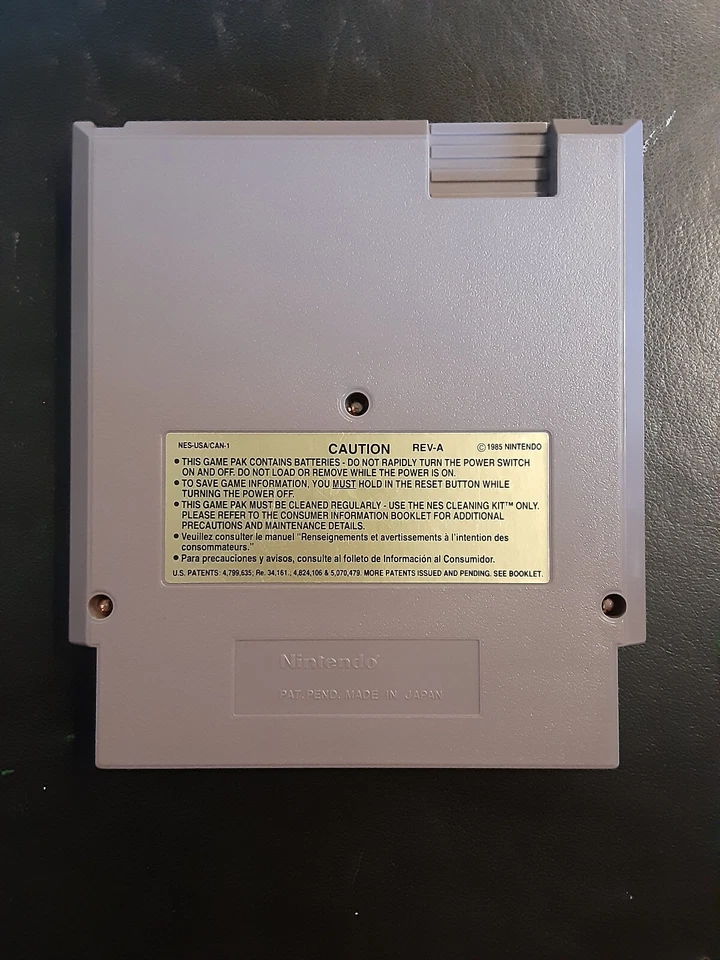 NES-USA/CAN-1 CAUTION REV-A ©1985 NINTENDO
• THIS GAME PAK CONTAINS BATTERIES - DO NOT RAPIDLY TURN THE POWER SWITCH
ON AND OFF. DO NOT LOAD OR REMOVE WHILE THE POWER IS ON.
• TO SAVE GAME INFORMATION, YOU MUST HOLD IN THE RESET BUTTON WHILE
TURNING THE POWER OFF.
• THIS GAME PAK MUST BE CLEANED REGULARLY - USE THE NES CLEANING KIT™ ONLY.
PLEASE REFER TO THE CONSUMER INFORMATION BOOKLET FOR ADDITIONAL
PRECAUTIONS AND MAINTENANCE DETAILS.
• Veuillez consulter le manuel "Renseignements et avertissements à l'intention des
consommateurs."
• Para precauciones y avisos, consulte al folleto de Información al Consumidor.
U.S. PATENTS: 4,799,635; Re. 34,161.; 4,824,106 & 5,070,479. MORE PATENTS ISSUED AND PENDING. SEE BOOKLET.
Nintendo®
PAT. PEND. MADE IN JAPAN